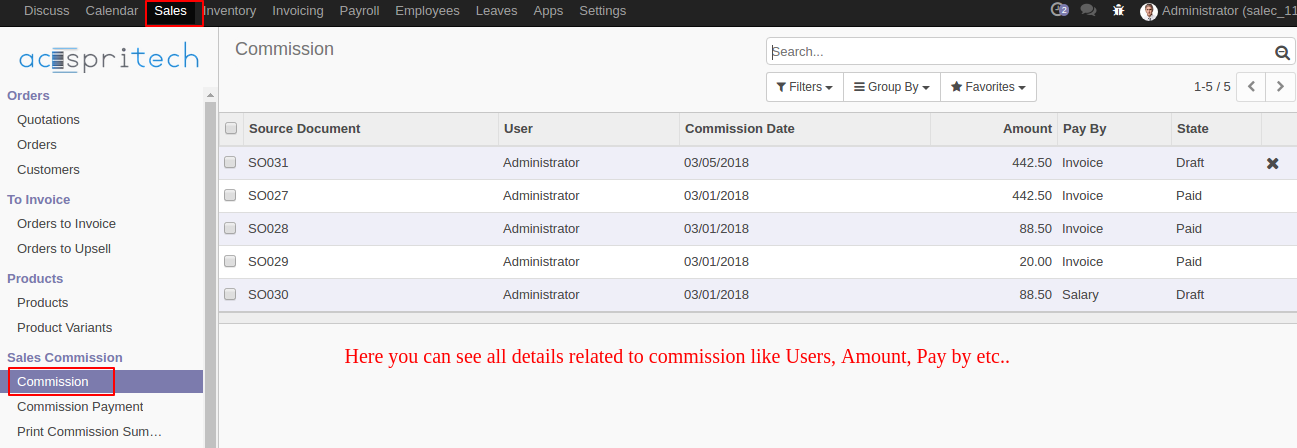 Discuss Calendar Sales Inventory Invoicing Payroll Employees Leaves Apps Settings 2 Administrator (salec_11
acespritech
Commission
Search...
Filters Group By Favorites 1-5 / 5
Orders
Quotations
Orders
Customers
To Invoice
Orders to Invoice
Orders to Upsell
Products
Products
Product Variants
Sales Commission
Commission
Commission Payment
Print Commission Sum…
Source Document User Commission Date Amount Pay By State
SO031 Administrator 03/05/2018 442.50 Invoice Draft
SO027 Administrator 03/01/2018 442.50 Invoice Paid
SO028 Administrator 03/01/2018 88.50 Invoice Paid
SO029 Administrator 03/01/2018 20.00 Invoice Paid
SO030 Administrator 03/01/2018 88.50 Salary Draft
Here you can see all details related to commission like Users, Amount, Pay by etc..